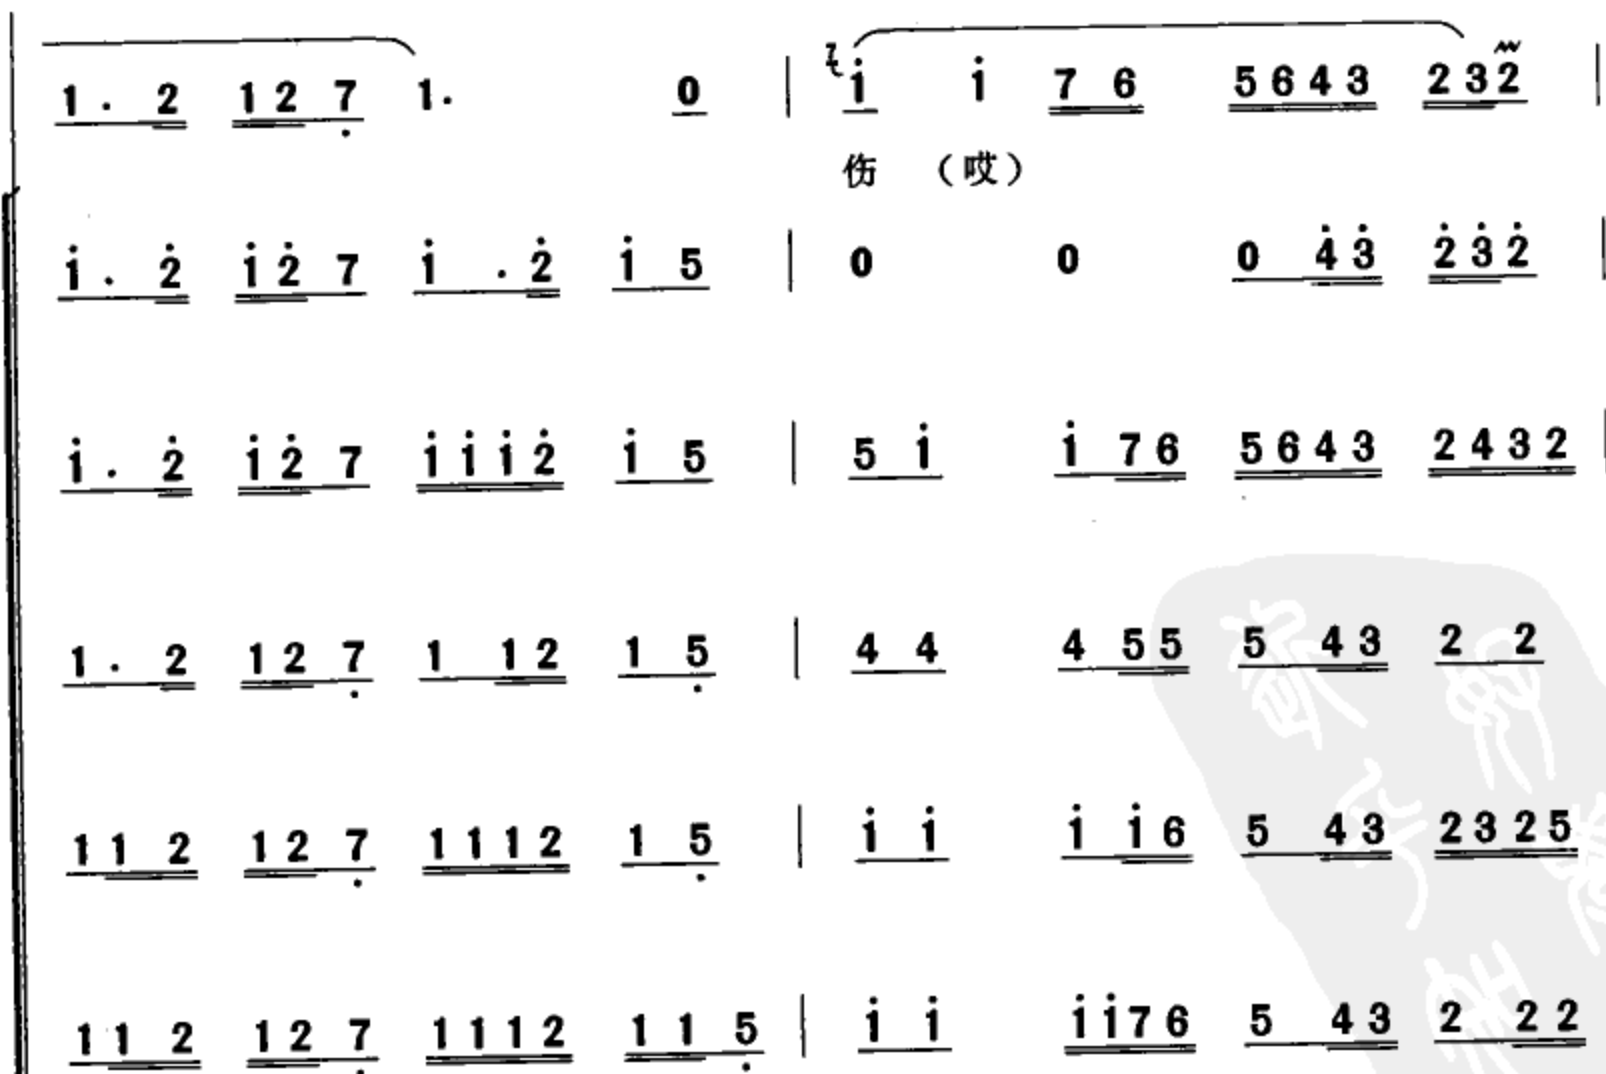 1· 2 1 2 7̣ 1· 0 | ⁷i̇ i̇ 7 6 5 6 4 3 2 3 2 |
伤 （哎）
i̇· 2̇ i̇ 2̇ 7 i̇ ·2̇ i̇ 5 | 0 0 0 4̇ 3̇ 2̇ 3̇ 2̇ |
i̇· 2̇ i̇ 2̇ 7 i̇ i̇ i̇ 2̇ i̇ 5 | 5 i̇ i̇ 7 6 5 6 4 3 2 4 3 2 |
1· 2 1 2 7̣ 1 1 2 1 5̣ | 4 4 4 5 5 5 4 3 2 2
1 1 2 1 2 7̣ 1 1 1 2 1 5̣ | i̇ i̇ i̇ i̇ 6 5 4 3 2 3 2 5
1 1 2 1 2 7̣ 1 1 1 2 1 1 5̣ | i̇ i̇ i̇ i̇ 7 6 5 4 3 2 2 2